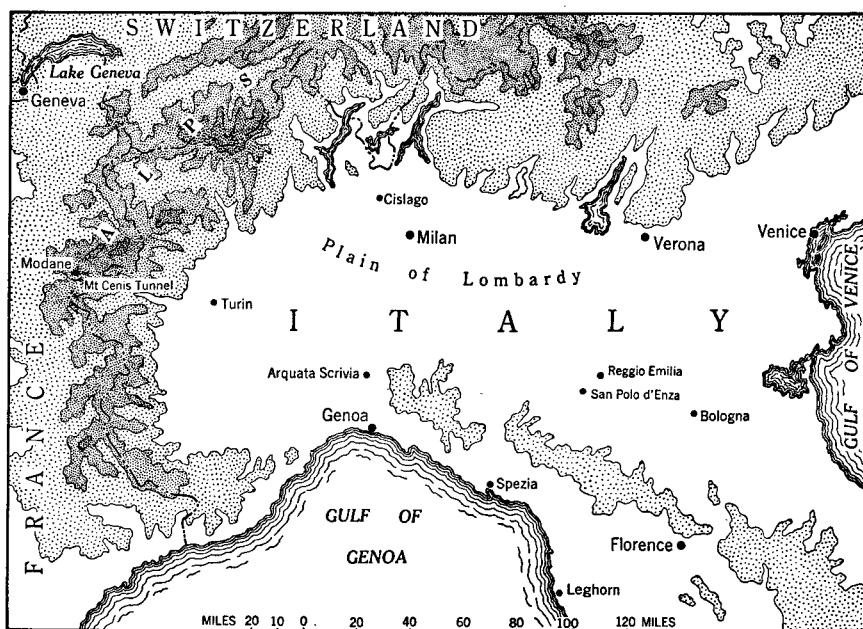 SWITZERLAND
Lake Geneva
Geneva
ALPS
Cislago
Milan
Verona
Venice
Plain of Lombardy
Modane
Mt Cenis Tunnel
Turin
ITALY
GULF OF VENICE
FRANCE
Arquata Scrivia
Reggio Emilia
San Polo d'Enza
Bologna
Genoa
Spezia
GULF OF
GENOA
Florence
Leghorn
MILES 20 10 0 20 40 60 80 100 120 MILES